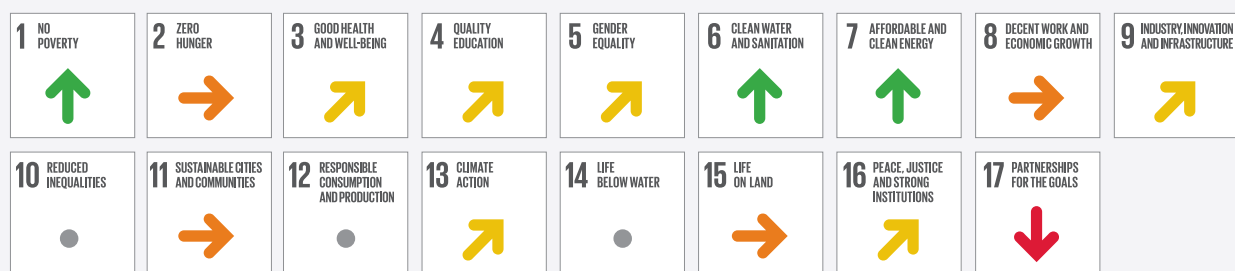 1 NO
POVERTY
2 ZERO
HUNGER
3 GOOD HEALTH
AND WELL-BEING
4 QUALITY
EDUCATION
5 GENDER
EQUALITY
6 CLEAN WATER
AND SANITATION
7 AFFORDABLE AND
CLEAN ENERGY
8 DECENT WORK AND
ECONOMIC GROWTH
9 INDUSTRY, INNOVATION
AND INFRASTRUCTURE
10 REDUCED
INEQUALITIES
11 SUSTAINABLE CITIES
AND COMMUNITIES
12 RESPONSIBLE
CONSUMPTION
AND PRODUCTION
13 CLIMATE
ACTION
14 LIFE
BELOW WATER
15 LIFE
ON LAND
16 PEACE, JUSTICE
AND STRONG
INSTITUTIONS
17 PARTNERSHIPS
FOR THE GOALS